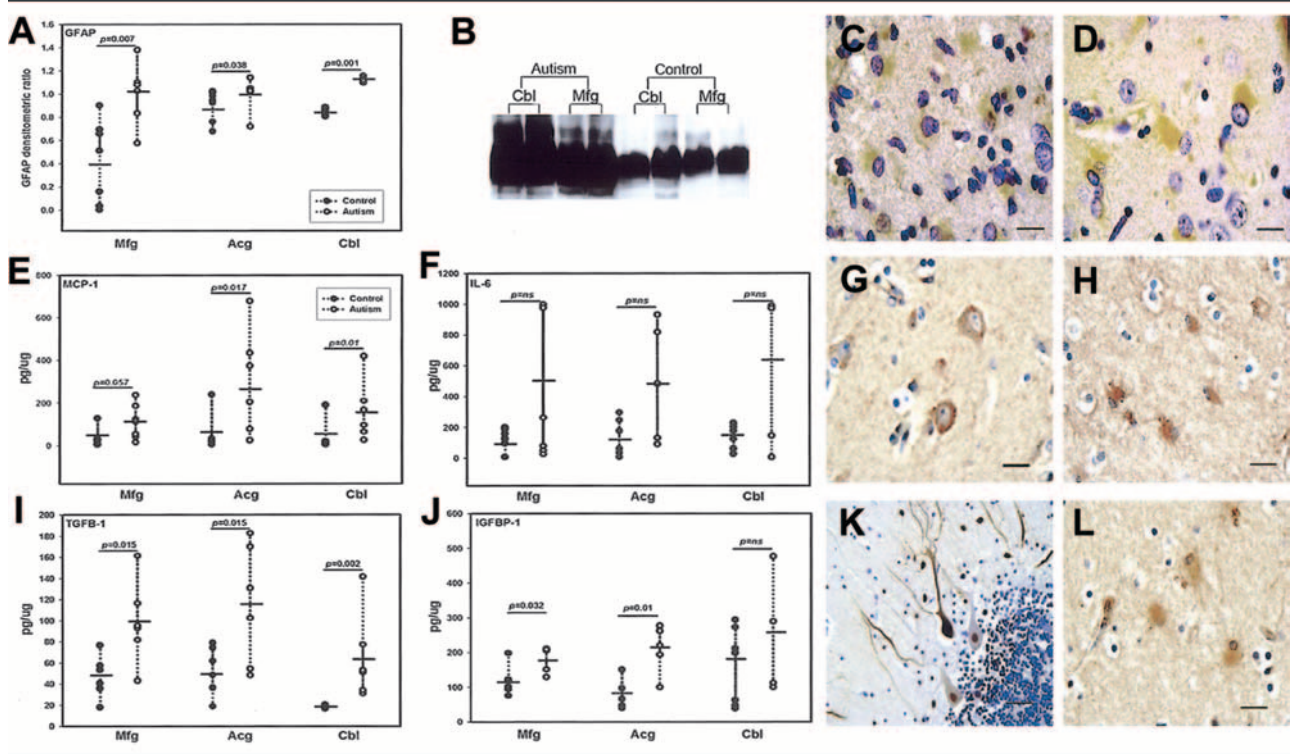 A
GFAP
p=0.007
p=0.038
p=0.001
GFAP densitometric ratio
1.6
1.4
1.2
1.0
0.8
0.6
0.4
0.2
0.0
Control
Autism
Mfg Acg Cbl
B
Autism Control
Cbl Mfg Cbl Mfg
C
D
E
MCP-1
p=0.057
p=0.017
p=0.01
pg/ug
800
600
400
200
0
Control
Autism
Mfg Acg Cbl
F
IL-6
p=ns
p=ns
p=ns
pg/ug
1200
1000
800
600
400
200
0
Mfg Acg Cbl
G
H
I
TGFB-1
p=0.015
p=0.015
p=0.002
pg/ug
200
180
160
140
120
100
80
60
40
20
0
Mfg Acg Cbl
J
IGFBP-1
p=0.032
p=0.01
p=ns
pg/ug
600
500
400
300
200
100
0
Mfg Acg Cbl
K
L